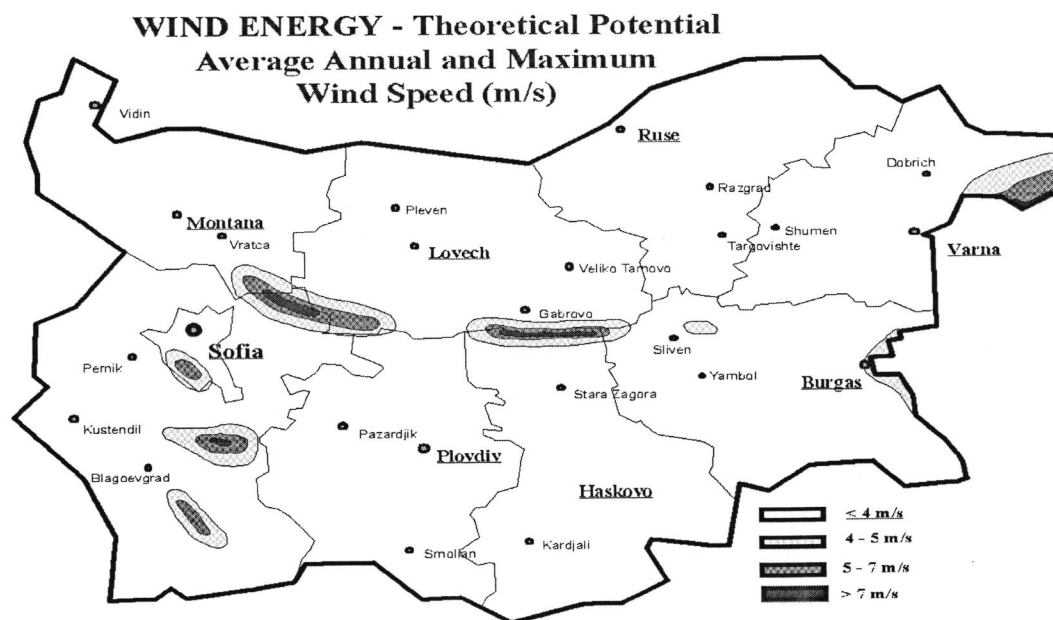 WIND ENERGY - Theoretical Potential
Average Annual and Maximum
Wind Speed (m/s)
Vidin
Ruse
Dobrich
Razgrad
Pleven
Montana
Vratca
Lovech
Targovishte
Shumen
Varna
Veliko Tarnovo
Gabrovo
Sofia
Sliven
Pernik
Yambol
Burgas
Stara Zagora
Kustendil
Pazardjik
Plovdiv
Blagoevgrad
Haskovo
Smolian
Kardjali
< 4 m/s
4 - 5 m/s
5 - 7 m/s
> 7 m/s